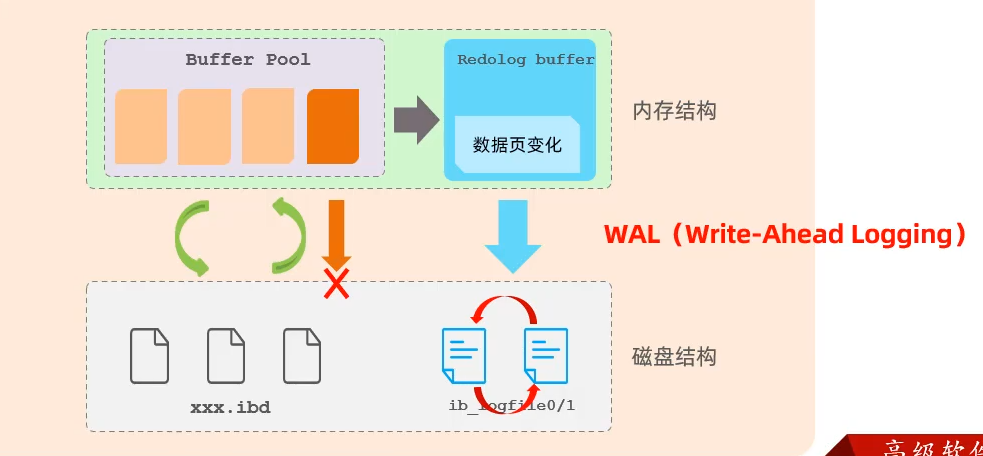 Buffer Pool
Redolog buffer
数据页变化
内存结构
WAL（Write-Ahead Logging）
磁盘结构
xxx.ibd
ib_logfile0/1
高级软件